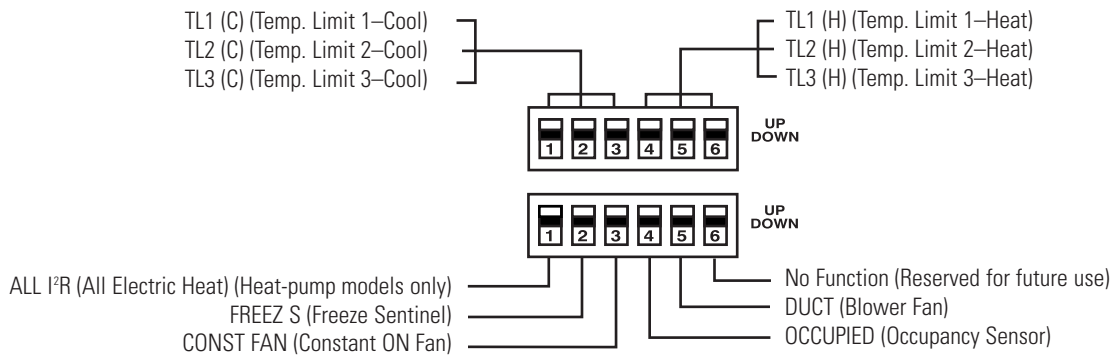 TL1 (C) (Temp. Limit 1–Cool)
TL2 (C) (Temp. Limit 2–Cool)
TL3 (C) (Temp. Limit 3–Cool)
TL1 (H) (Temp. Limit 1–Heat)
TL2 (H) (Temp. Limit 2–Heat)
TL3 (H) (Temp. Limit 3–Heat)
1 2 3 4 5 6
UP
DOWN
1 2 3 4 5 6
UP
DOWN
ALL I²R (All Electric Heat) (Heat-pump models only)
FREEZ S (Freeze Sentinel)
CONST FAN (Constant ON Fan)
No Function (Reserved for future use)
DUCT (Blower Fan)
OCCUPIED (Occupancy Sensor)